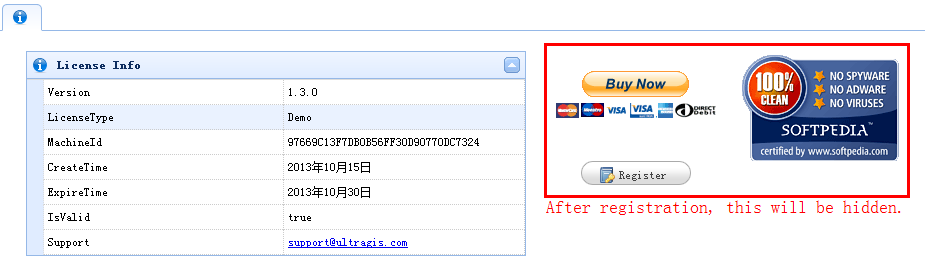 License Info
Version 1.3.0
LicenseType Demo
MachineId 97669C13F7DB0B56FF30D90770DC7324
CreateTime 2013年10月15日
ExpireTime 2013年10月30日
IsValid true
Support support@ultragis.com
Buy Now
MasterCard Maestro VISA VISA DIRECT Debit
Register
100% CLEAN
NO SPYWARE
NO ADWARE
NO VIRUSES
SOFTPEDIA™
certified by www.softpedia.com
After registration, this will be hidden.